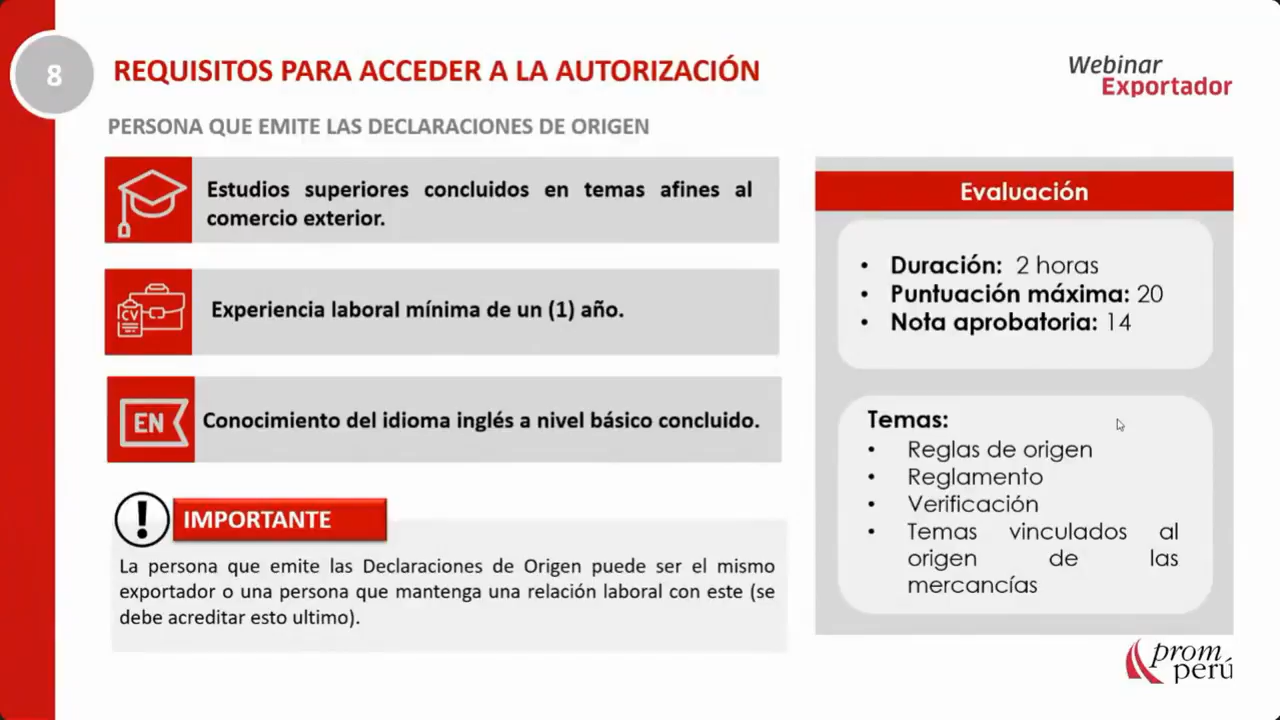 8
REQUISITOS PARA ACCEDER A LA AUTORIZACIÓN
Webinar
Exportador
PERSONA QUE EMITE LAS DECLARACIONES DE ORIGEN
Estudios superiores concluidos en temas afines al
comercio exterior.
CV
Experiencia laboral mínima de un (1) año.
EN
Conocimiento del idioma inglés a nivel básico concluido.
! IMPORTANTE
La persona que emite las Declaraciones de Origen puede ser el mismo
exportador o una persona que mantenga una relación laboral con este (se
debe acreditar esto ultimo).
Evaluación
• Duración: 2 horas
• Puntuación máxima: 20
• Nota aprobatoria: 14
Temas:
• Reglas de origen
• Reglamento
• Verificación
• Temas vinculados al
origen de las
mercancías
prom
perú